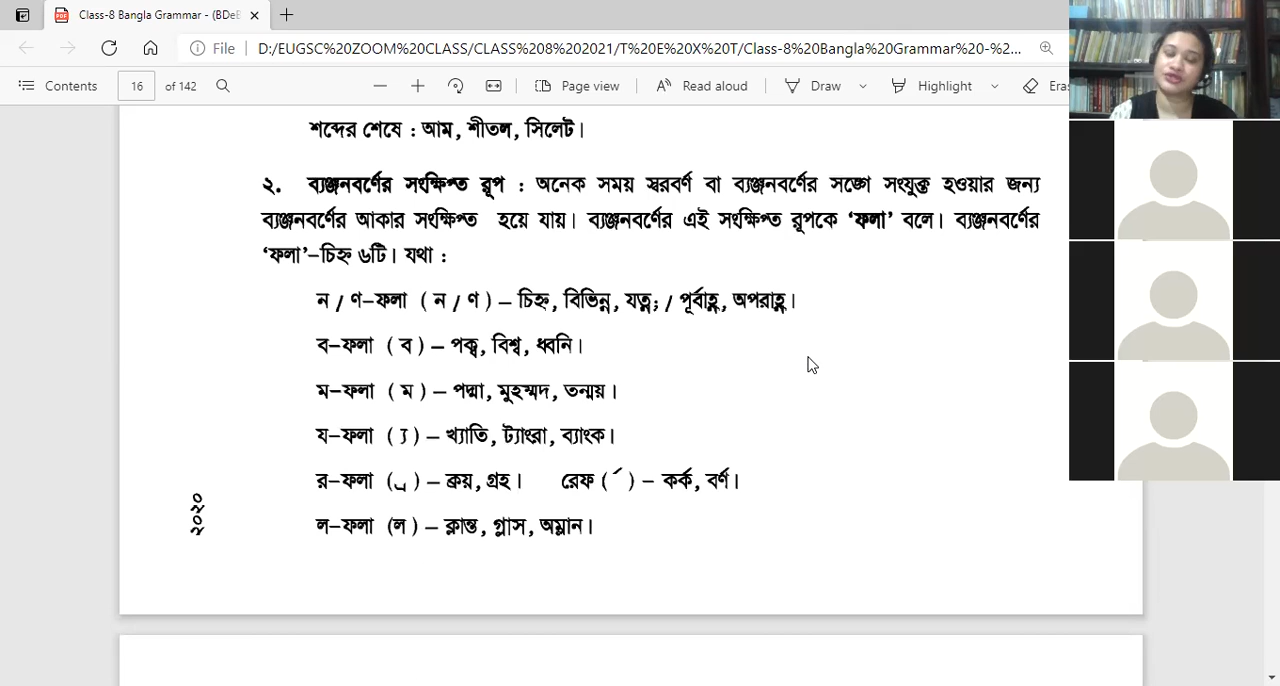 Class-8 Bangla Grammar - (BDeB
File D:/EUGSC%20ZOOM%20CLASS/CLASS%208%202021/T%20E%20X%20T/Class-8%20Bangla%20Grammar%20-%2...
Contents 16 of 142 Page view Read aloud Draw Highlight Eras
শব্দের শেষে : আম, শীতল, সিলেট।
২. ব্যঞ্জনবর্ণের সংক্ষিপ্ত রূপ : অনেক সময় স্বরবর্ণ বা ব্যঞ্জনবর্ণের সঙ্গে সংযুক্ত হওয়ার জন্য
ব্যঞ্জনবর্ণের আকার সংক্ষিপ্ত হয়ে যায়। ব্যঞ্জনবর্ণের এই সংক্ষিপ্ত রূপকে ‘ফলা’ বলে। ব্যঞ্জনবর্ণের
‘ফলা’–চিহ্ন ৬টি। যথা :
ন / ণ–ফলা ( ন / ণ ) – চিহ্ন, বিভিন্ন, যত্ন; / পূর্বাহ্ণ, অপরাহ্ণ।
ব–ফলা ( ব ) – পক্ব, বিশ্ব, ধ্বনি।
ম–ফলা ( ম ) – পদ্মা, মুহম্মদ, তন্ময়।
য–ফলা ( ্য ) – খ্যাতি, ট্যাংরা, ব্যাংক।
র–ফলা ( ্র ) – ক্রয়, গ্রহ। রেফ ( র্ ) – কর্ক, বর্ণ।
ল–ফলা (ল ) – ক্লান্ত, গ্লাস, অম্লান।
২০২০